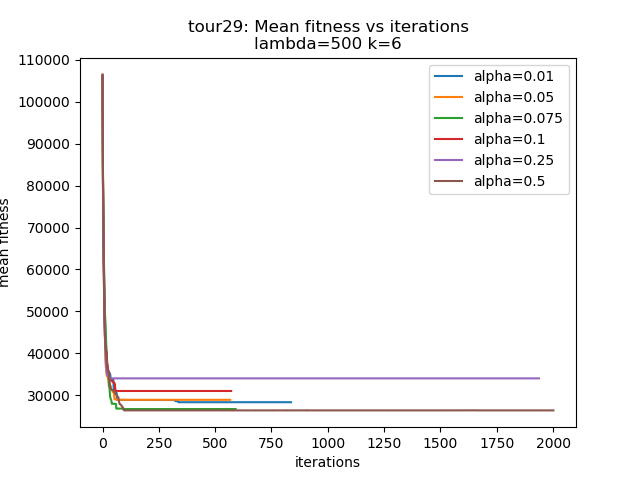 tour29: Mean fitness vs iterations
lambda=500 k=6
110000
100000
90000
80000
70000
60000
50000
40000
30000
mean fitness
alpha=0.01
alpha=0.05
alpha=0.075
alpha=0.1
alpha=0.25
alpha=0.5
0
250
500
750
1000
1250
1500
1750
2000
iterations